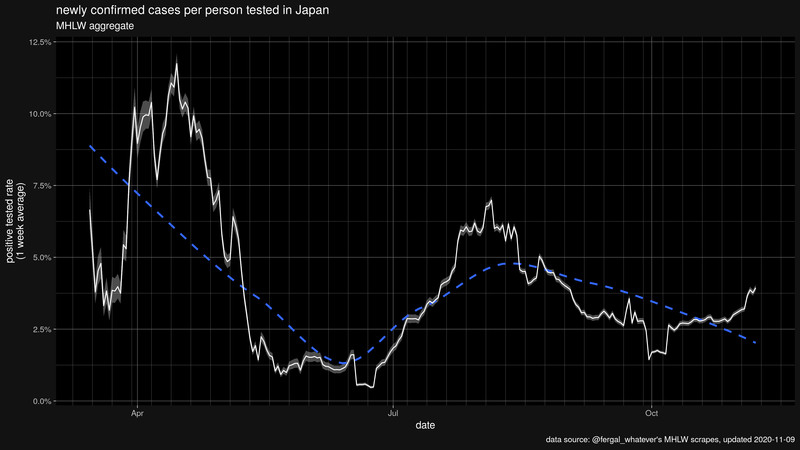 newly confirmed cases per person tested in Japan
MHLW aggregate
12.5%
10.0%
7.5%
5.0%
2.5%
0.0%
positive tested rate
(1 week average)
Apr
Jul
Oct
date
data source: @fergal_whatever's MHLW scrapes, updated 2020-11-09